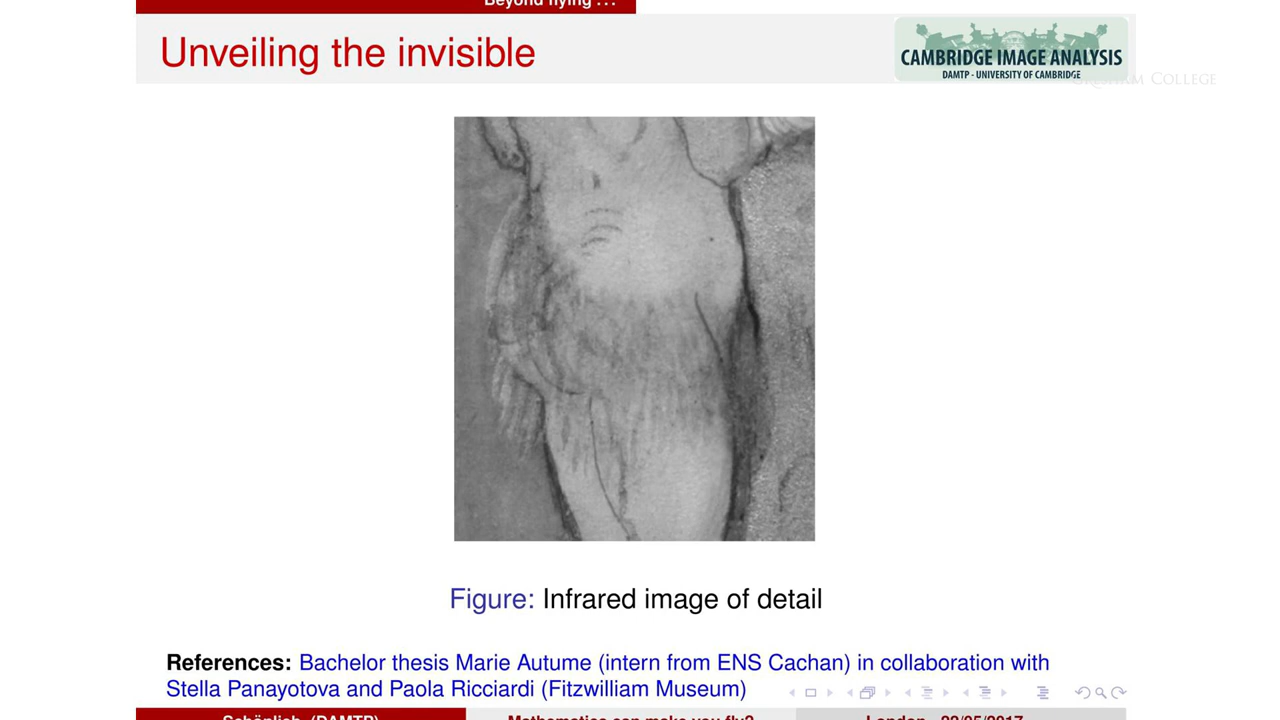 Beyond flying . . .
Unveiling the invisible
CAMBRIDGE IMAGE ANALYSIS
DAMTP - UNIVERSITY OF CAMBRIDGE
GRESHAM COLLEGE
Figure: Infrared image of detail
References: Bachelor thesis Marie Autume (intern from ENS Cachan) in collaboration with
Stella Panayotova and Paola Ricciardi (Fitzwilliam Museum)
Schönlieb (DAMTP)
Mathematics can make you fly?
London - 23/05/2017